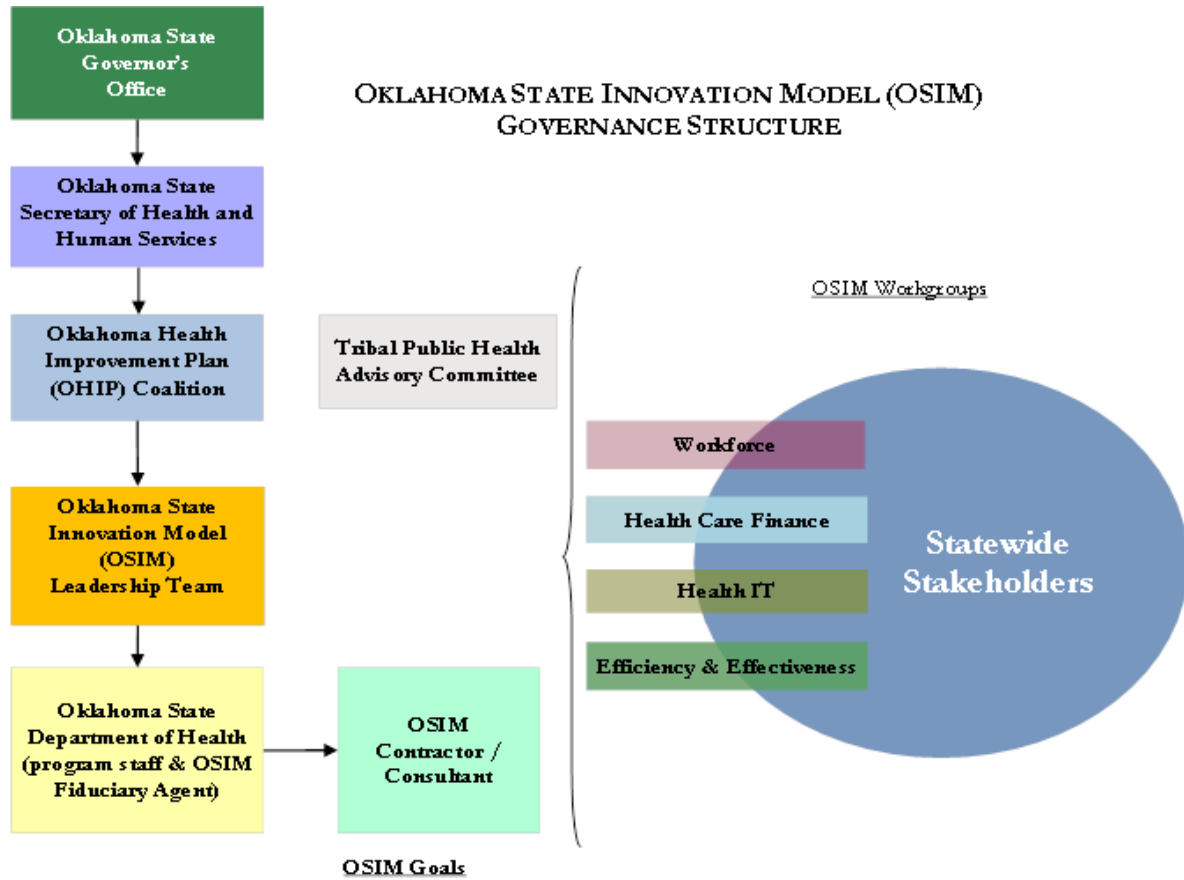 Oklahoma State
Governor's
Office
OKLAHOMA STATE INNOVATION MODEL (OSIM)
GOVERNANCE STRUCTURE
Oklahoma State
Secretary of Health and
Human Services
Oklahoma Health
Improvement Plan
(OHIP) Coalition
Tribal Public Health
Advisory Committee
Oklahoma State
Innovation Model
(OSIM)
Leadership Team
Oklahoma State
Department of Health
(program staff & OSIM
Fiduciary Agent)
OSIM
Contractor /
Consultant
OSIM Workgroups
Workforce
Health Care Finance
Health IT
Efficiency & Effectiveness
Statewide
Stakeholders
OSIM Goals